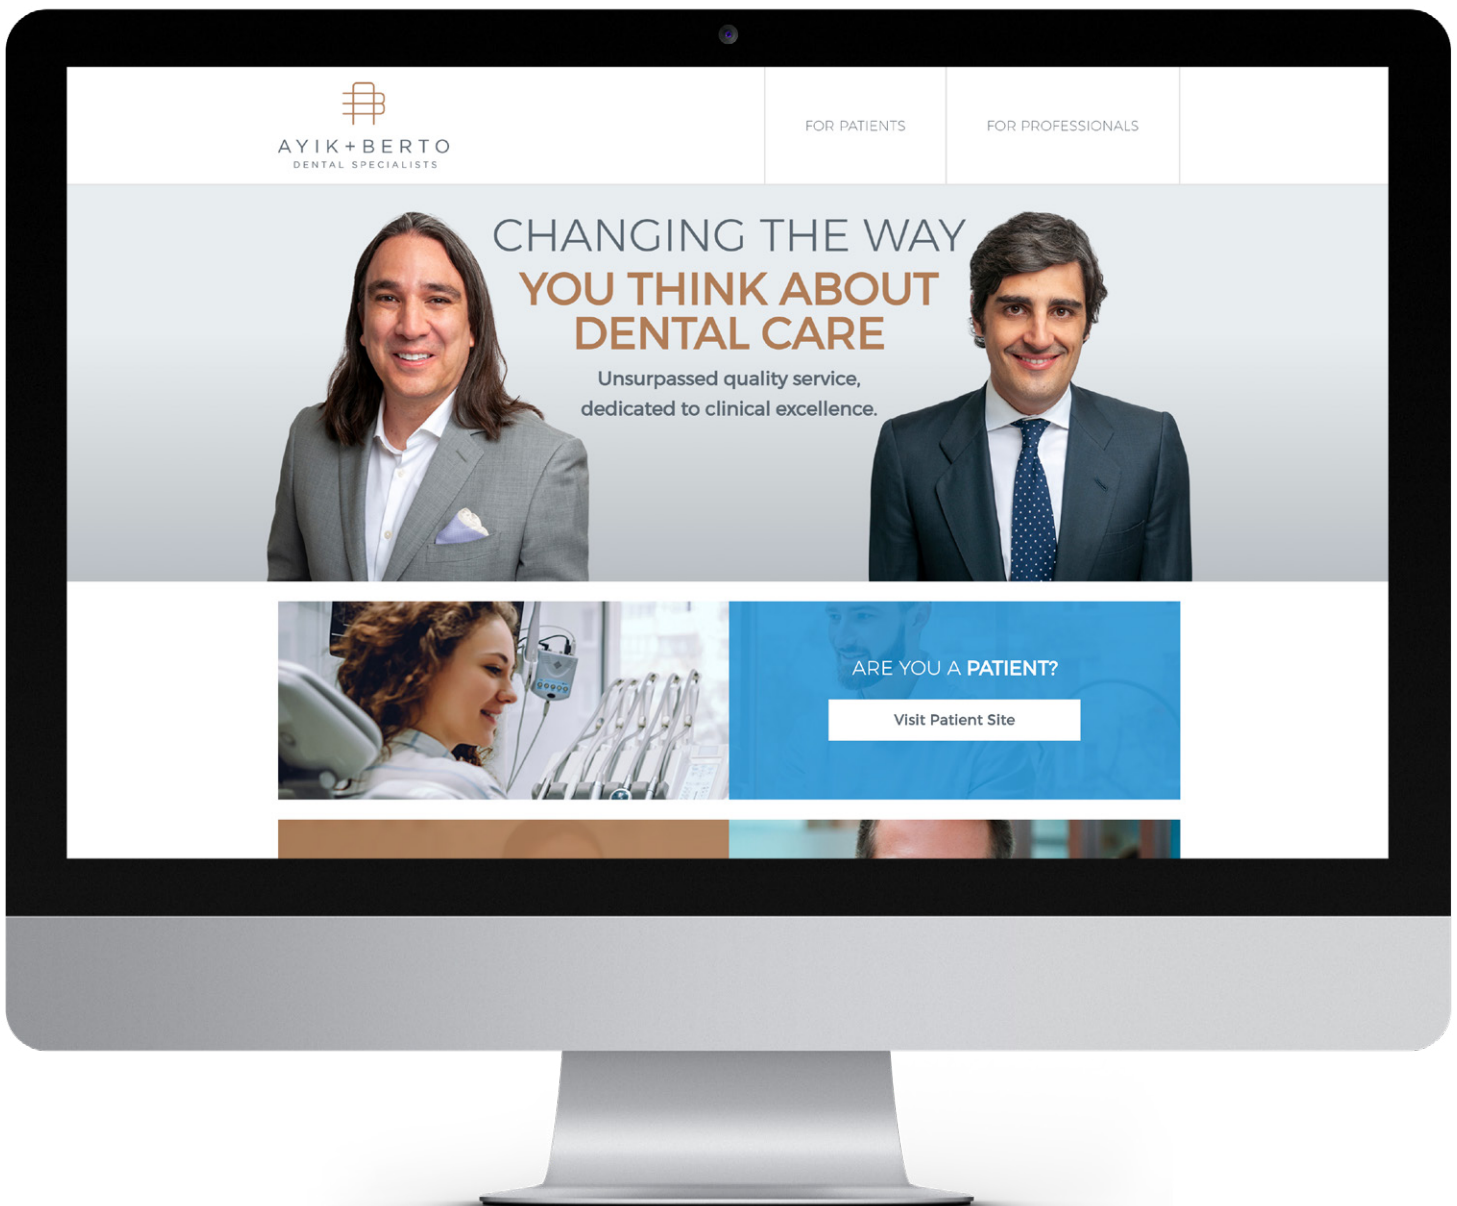 AYIK+BERTO
DENTAL SPECIALISTS
FOR PATIENTS
FOR PROFESSIONALS
CHANGING THE WAY
YOU THINK ABOUT
DENTAL CARE
Unsurpassed quality service,
dedicated to clinical excellence.
ARE YOU A PATIENT?
Visit Patient Site